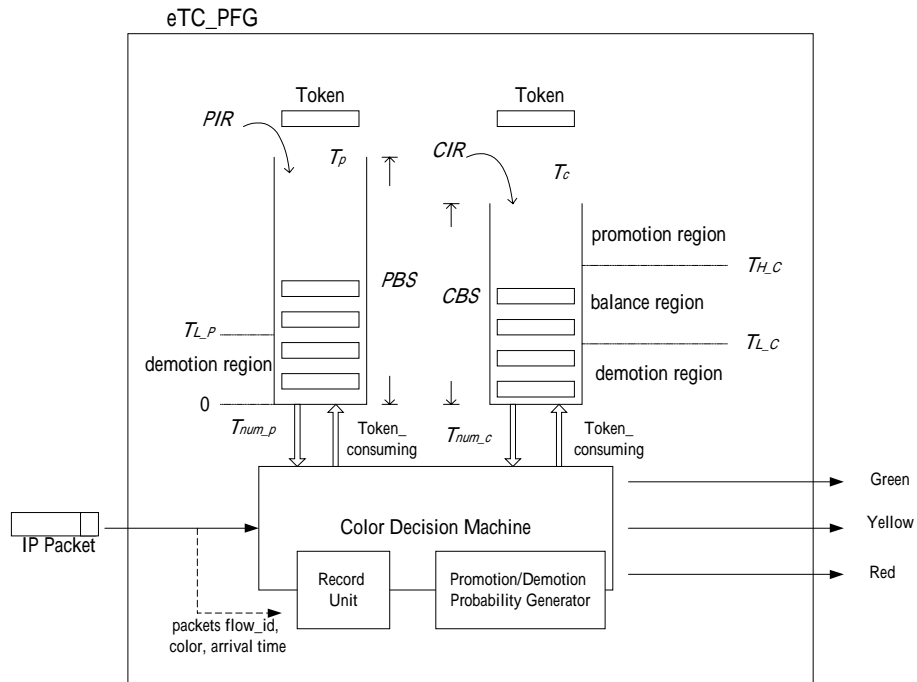 eTC_PFG
Token
Token
PIR
CIR
Tp
Tc
promotion region
TH_C
PBS
CBS
balance region
TL_P
TL_C
demotion region
demotion region
0
Tnum_p
Token_
consuming
Tnum_c
Token_
consuming
Green
Color Decision Machine
Yellow
IP Packet
Red
Record
Unit
Promotion/Demotion
Probability Generator
packets flow_id,
color, arrival time